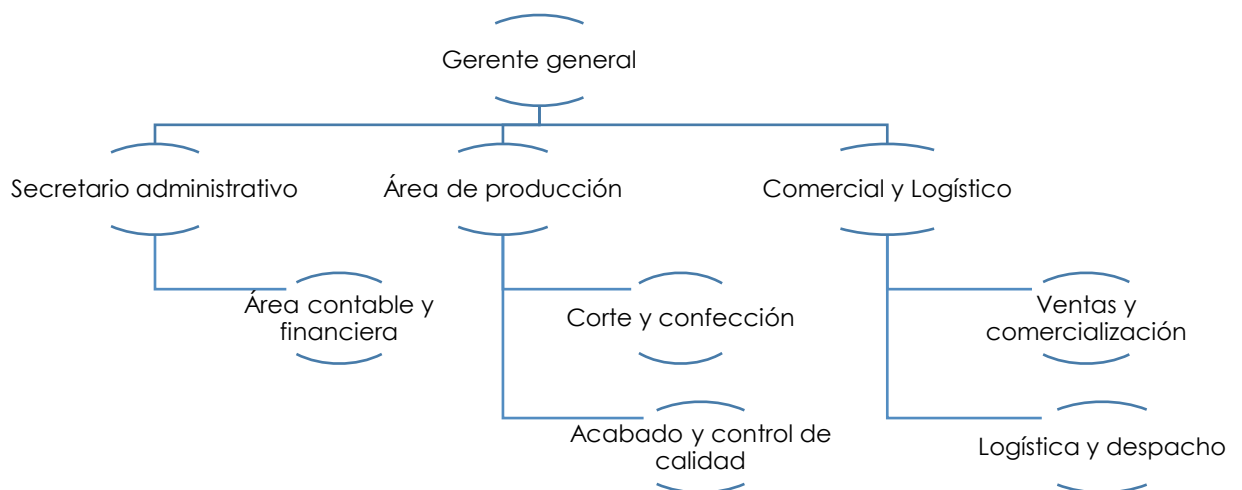 Gerente general
Secretario administrativo
Área de producción
Comercial y Logístico
Área contable y
financiera
Corte y confección
Ventas y
comercialización
Acabado y control de
calidad
Logística y despacho